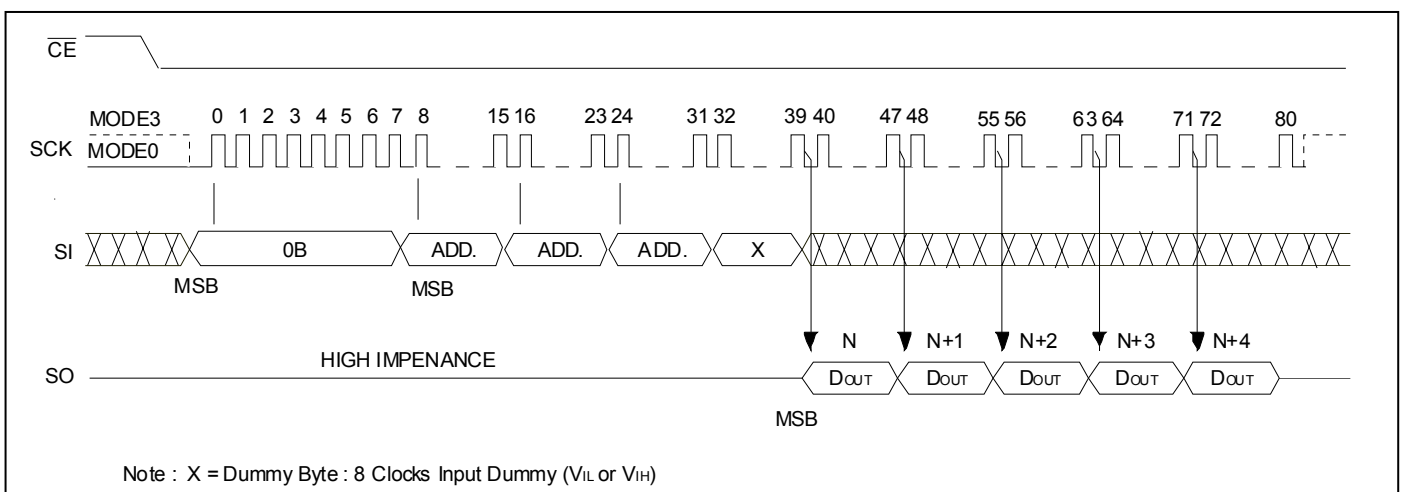 CE
MODE3 0 1 2 3 4 5 6 7 8 15 16 23 24 31 32 39 40 47 48 55 56 63 64 71 72 80
SCK MODE0
SI 0B ADD. ADD. ADD. X
MSB MSB
N N+1 N+2 N+3 N+4
HIGH IMPENANCE
SO DOUT DOUT DOUT DOUT DOUT
MSB
Note : X = Dummy Byte : 8 Clocks Input Dummy (VIL or VIH)